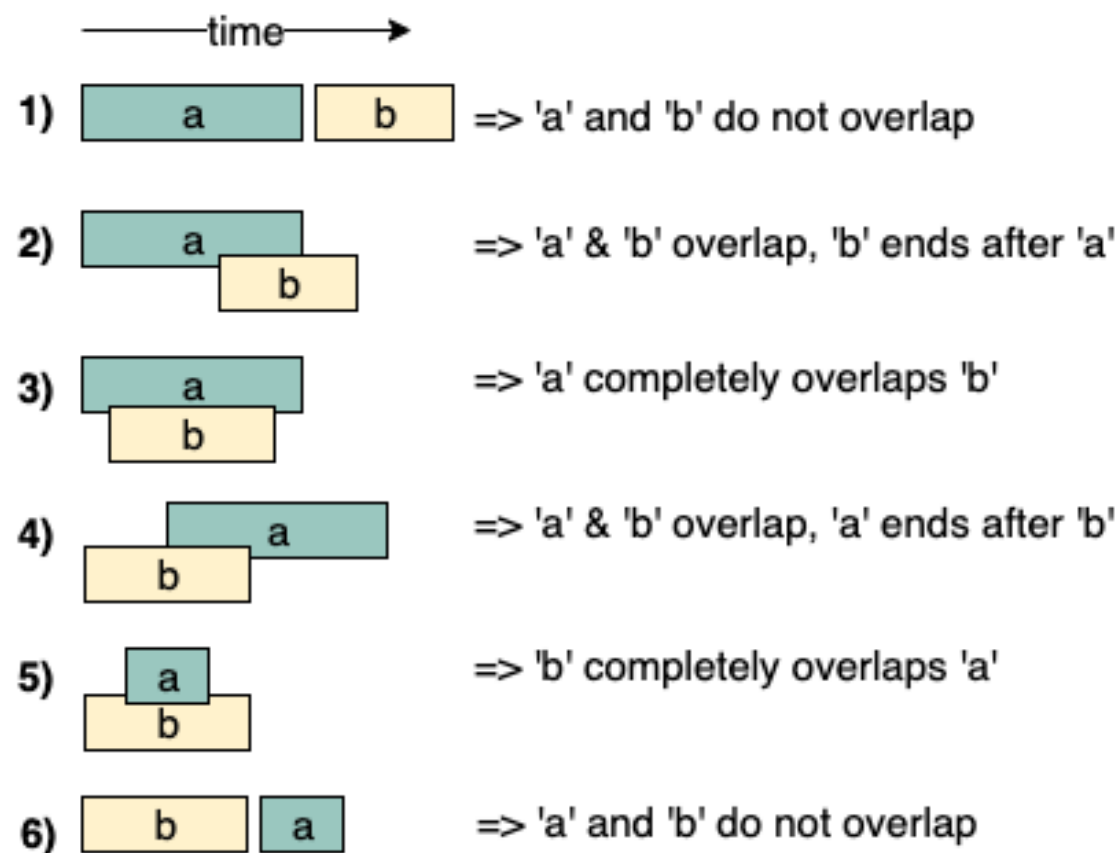 time
1) a b => 'a' and 'b' do not overlap
2) a => 'a' & 'b' overlap, 'b' ends after 'a'
b
3) a => 'a' completely overlaps 'b'
b
4) a => 'a' & 'b' overlap, 'a' ends after 'b'
b
5) a => 'b' completely overlaps 'a'
b
6) b a => 'a' and 'b' do not overlap